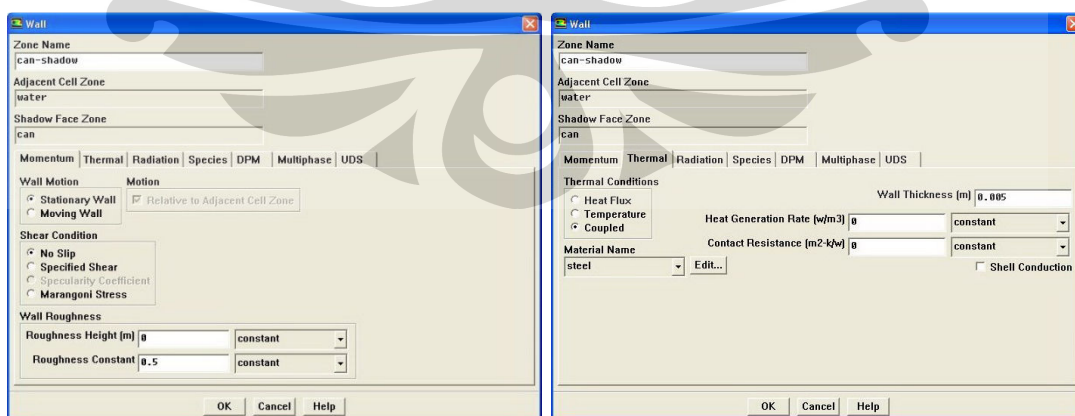 Wall
Zone Name
can-shadow
Adjacent Cell Zone
water
Shadow Face Zone
can
Momentum Thermal Radiation Species DPM Multiphase UDS
Wall Motion Motion
Stationary Wall Relative to Adjacent Cell Zone
Moving Wall
Shear Condition
No Slip
Specified Shear
Specularity Coefficient
Marangoni Stress
Wall Roughness
Roughness Height (m) 0 constant
Roughness Constant 0.5 constant
OK Cancel Help
Wall
Zone Name
can-shadow
Adjacent Cell Zone
water
Shadow Face Zone
can
Momentum Thermal Radiation Species DPM Multiphase UDS
Thermal Conditions
Heat Flux
Temperature
Coupled
Wall Thickness (m) 0.005
Heat Generation Rate (w/m3) 0 constant
Contact Resistance (m2-k/w) 0 constant
Material Name
steel Edit...
Shell Conduction
OK Cancel Help